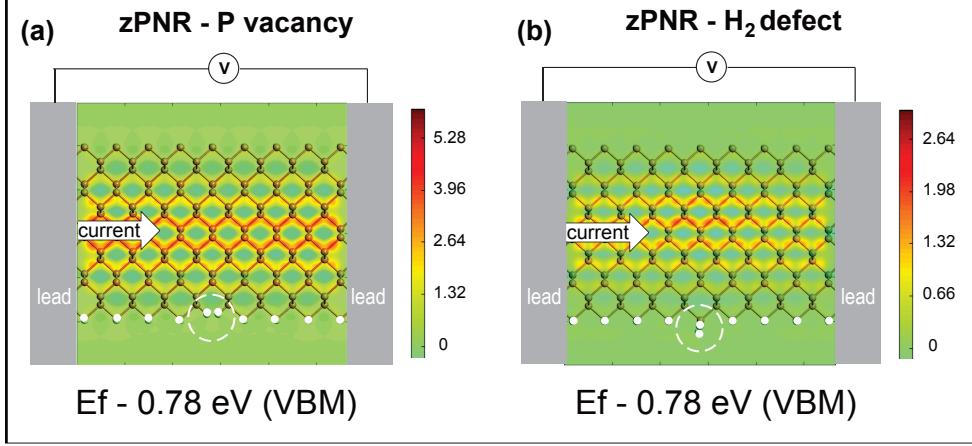 (a)
zPNR - P vacancy
V
5.28
3.96
2.64
1.32
0
current
lead
lead
Ef - 0.78 eV (VBM)
(b)
zPNR - H₂ defect
V
2.64
1.98
1.32
0.66
0
current
lead
lead
Ef - 0.78 eV (VBM)